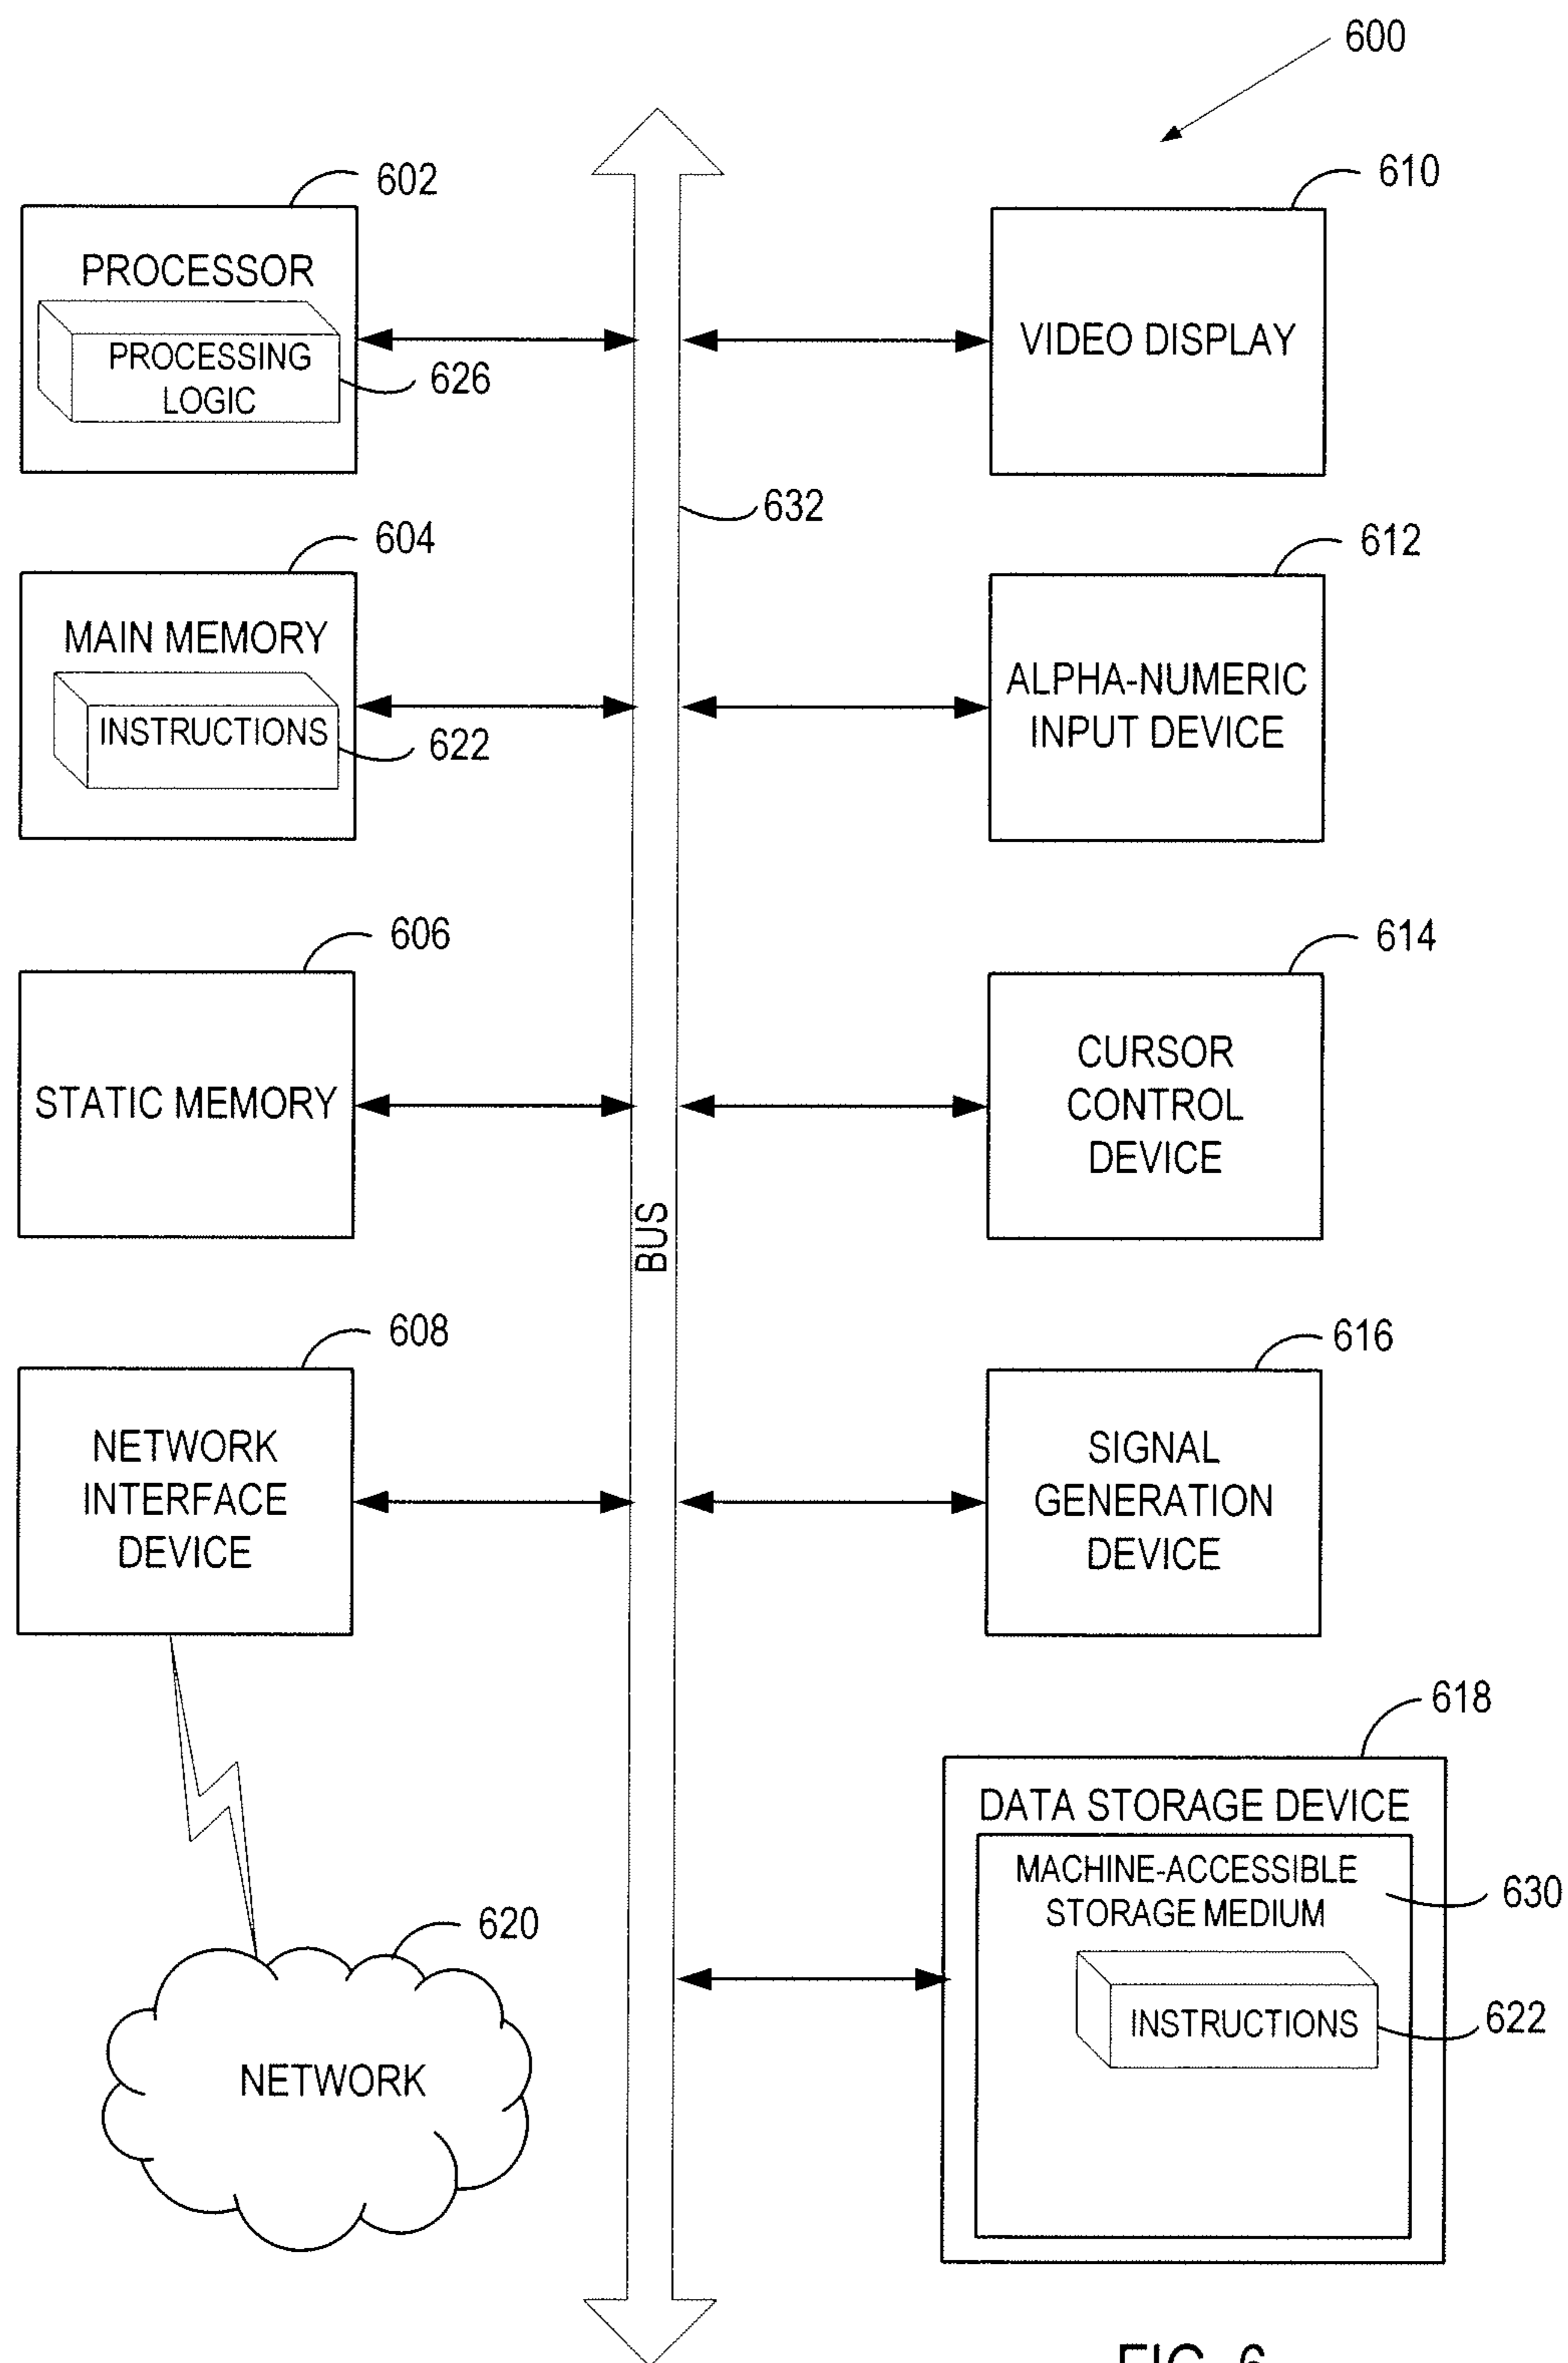 600
602
PROCESSOR
PROCESSING
LOGIC
626
610
VIDEO DISPLAY
632
604
MAIN MEMORY
INSTRUCTIONS
622
612
ALPHA-NUMERIC
INPUT DEVICE
606
STATIC MEMORY
614
CURSOR
CONTROL
DEVICE
BUS
608
NETWORK
INTERFACE
DEVICE
616
SIGNAL
GENERATION
DEVICE
618
DATA STORAGE DEVICE
MACHINE-ACCESSIBLE
STORAGE MEDIUM
630
INSTRUCTIONS
622
620
NETWORK
FIG. 6